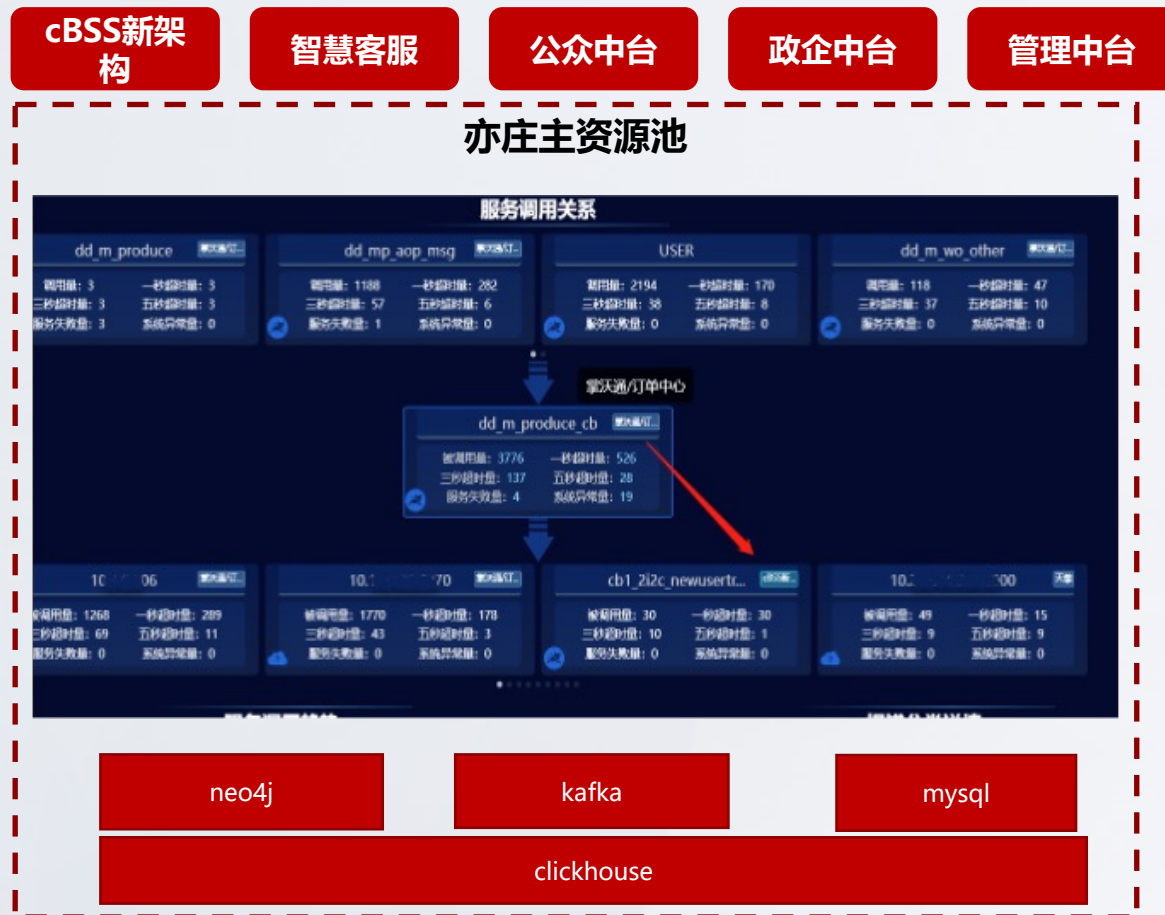 cBSS新架
构
智慧客服
公众中台
政企中台
管理中台
亦庄主资源池
服务调用关系
dd_m_produce
调用量: 3 一秒超时量: 3
三秒超时量: 3 五秒超时量: 3
服务失败量: 3 系统异常量: 0
dd_mp_aop_msg
调用量: 1188 一秒超时量: 282
三秒超时量: 57 五秒超时量: 6
服务失败量: 1 系统异常量: 0
USER
调用量: 2194 一秒超时量: 170
三秒超时量: 38 五秒超时量: 8
服务失败量: 0 系统异常量: 0
dd_m_wo_other
调用量: 118 一秒超时量: 47
三秒超时量: 37 五秒超时量: 10
服务失败量: 0 系统异常量: 0
掌沃通/订单中心
dd_m_produce_cb 掌沃通/订...
被调用量: 3776 一秒超时量: 526
三秒超时量: 137 五秒超时量: 28
服务失败量: 4 系统异常量: 19
10 06
被调用量: 1268 一秒超时量: 289
三秒超时量: 69 五秒超时量: 11
服务失败量: 0 系统异常量: 0
10.1 70
被调用量: 1770 一秒超时量: 178
三秒超时量: 43 五秒超时量: 3
服务失败量: 0 系统异常量: 0
cb1_2i2c_newusertr...
被调用量: 30 一秒超时量: 30
三秒超时量: 10 五秒超时量: 1
服务失败量: 0 系统异常量: 0
10. 00 天擎
被调用量: 49 一秒超时量: 15
三秒超时量: 9 五秒超时量: 9
服务失败量: 0 系统异常量: 0
neo4j
kafka
mysql
clickhouse